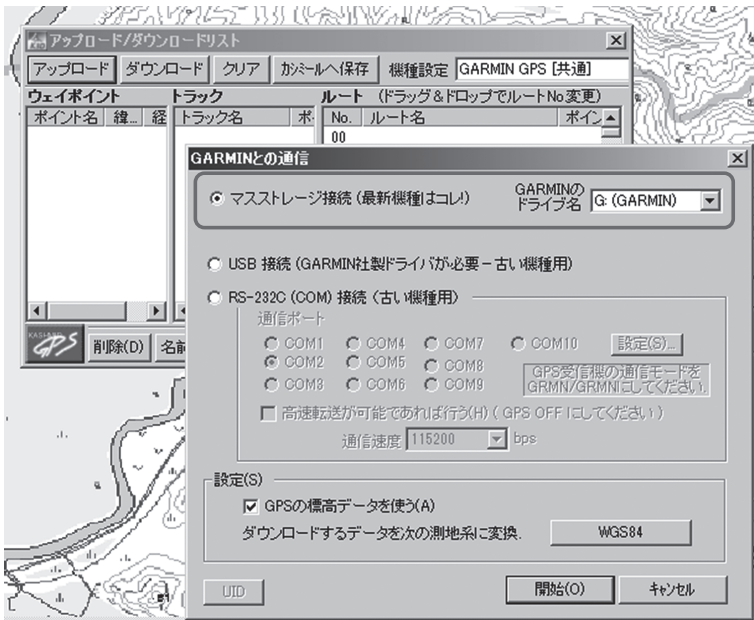 アップロード/ダウンロードリスト
アップロード ダウンロード クリア カシミールへ保存 機種設定 GARMIN GPS [共通]
ウェイポイント トラック ルート (ドラッグ&ドロップでルートNo変更)
ポイント名 緯... 経 トラック名 ポ No. ルート名 ポイン
00
GPS 削除(D) 名前
GARMINとの通信
マスストレージ接続 (最新機種はコレ!) GARMINのドライブ名 G: (GARMIN)
USB 接続 (GARMIN社製ドライバが必要-古い機種用)
RS-232C (COM) 接続 (古い機種用)
通信ポート
COM1 COM4 COM7 COM10 設定(S)...
COM2 COM5 COM8
COM3 COM6 COM9
GPS受信機の通信モードを
GRMN/GRMNにしてください.
高速転送が可能であれば行う(H) ( GPS OFF にしてください )
通信速度 115200 bps
設定(S)
GPSの標高データを使う(A)
ダウンロードするデータを次の測地系に変換. WGS84
UID 開始(O) キャンセル